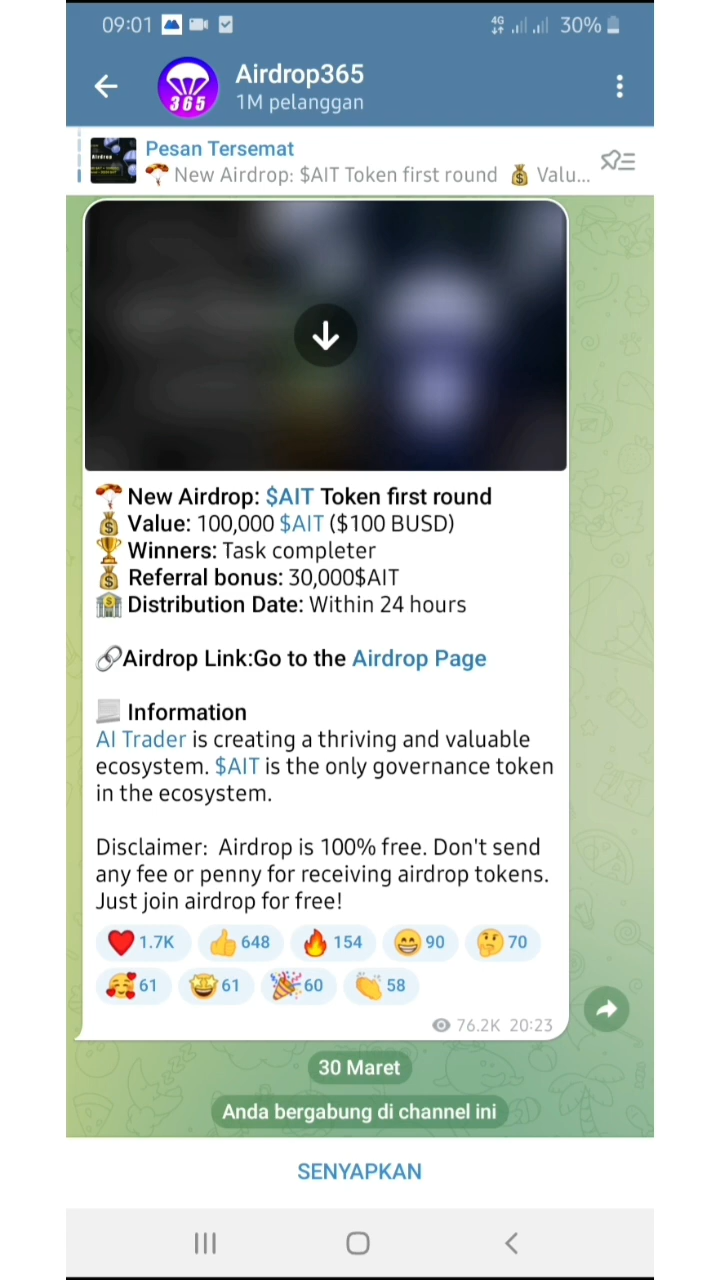 09:01
4G
30%
365
Airdrop365
1M pelanggan
Pesan Tersemat
New Airdrop: $AIT Token first round 💰 Valu...
🪂 New Airdrop: $AIT Token first round
💰 Value: 100,000 $AIT ($100 BUSD)
🏆 Winners: Task completer
💰 Referral bonus: 30,000$AIT
🏦 Distribution Date: Within 24 hours
🔗Airdrop Link:Go to the Airdrop Page
📃 Information
AI Trader is creating a thriving and valuable
ecosystem. $AIT is the only governance token
in the ecosystem.
Disclaimer:  Airdrop is 100% free. Don't send
any fee or penny for receiving airdrop tokens.
Just join airdrop for free!
❤️ 1.7K 👍 648 🔥 154 😁 90 🤔 70
🥰 61 🤩 61 🎉 60 👏 58
76.2K 20:23
30 Maret
Anda bergabung di channel ini
SENYAPKAN